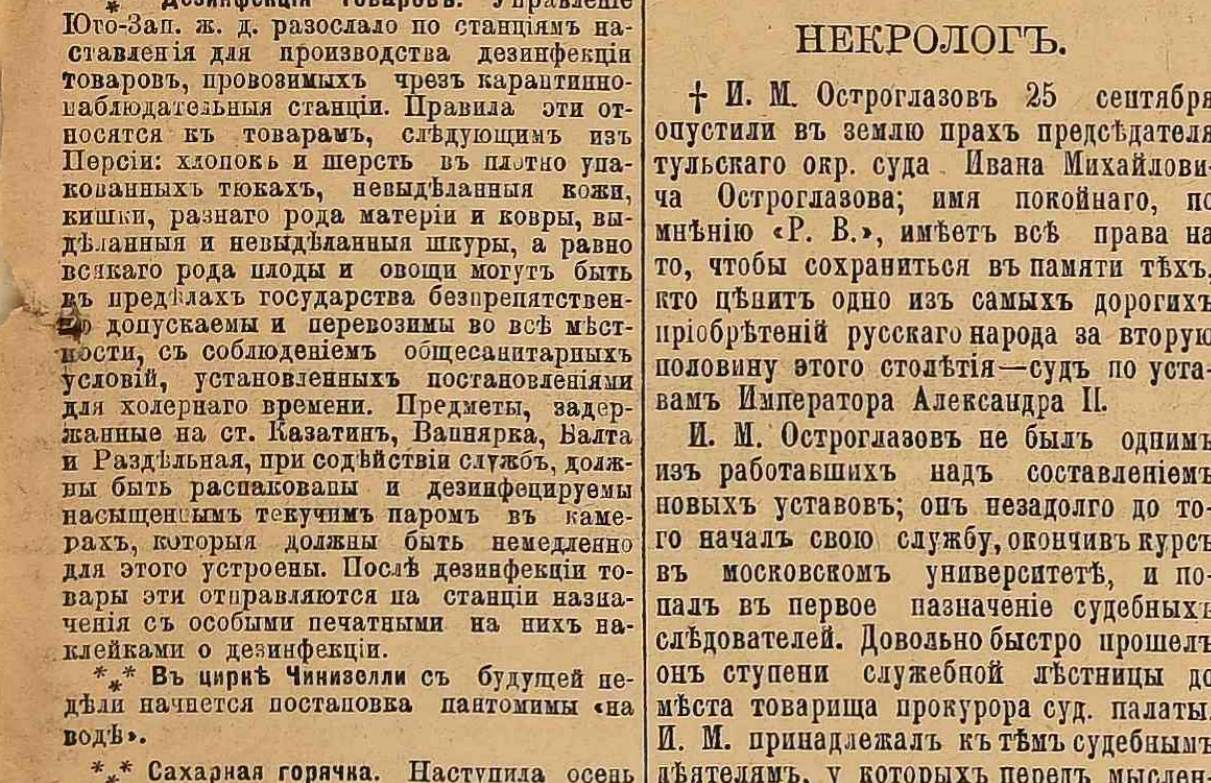 *
Дезинфекція товаровъ. Управленіе
Юго-Зап. ж. д. разослало по станціямъ на-
ставленія для производства дезинфекціи
товаровъ, провозимыхъ чрезъ карантинно-
наблюдательныя станціи. Правила эти от-
носятся къ товарамъ, слѣдующимъ изъ
Персіи: хлопокъ и шерсть въ плотно упа-
кованныхъ тюкахъ, невыдѣланныя кожи,
кишки, разнаго рода матеріи и ковры, вы-
дѣланныя и невыдѣланныя шкуры, а равно
всякаго рода плоды и овощи могутъ быть
въ предѣлахъ государства безпрепятствен-
но допускаемы и перевозимы во всѣ мѣст-
ности, съ соблюденіемъ общесанитарныхъ
условій, установленныхъ постановленіями
для холернаго времени. Предметы, задер-
жанные на ст. Казатинъ, Вапнярка, Балта
и Раздѣльная, при содѣйствіи службъ, долж-
ны быть распакованы и дезинфецируемы
насыщеннымъ текучимъ паромъ въ каме-
рахъ, которыя должны быть немедленно
для этого устроены. Послѣ дезинфекціи то-
вары эти отправляются на станціи назна-
ченія съ особыми печатными на нихъ на-
клейками о дезинфекціи.
*** Въ циркѣ Чинизелли съ будущей не-
дѣли начнется постановка пантомимы «на
водѣ».
*** Сахарная горячка. Наступила осень
НЕКРОЛОГЪ.
† И. М. Остроглазовъ 25 сентября
опустили въ землю прахъ предсѣдателя
тульскаго окр. суда Ивана Михайлови-
ча Остроглазова; имя покойнаго, по
мнѣнію «Р. В.», имѣетъ всѣ права на
то, чтобы сохраниться въ памяти тѣхъ,
кто цѣнитъ одно изъ самыхъ дорогихъ
пріобрѣтеній русскаго народа за вторую
половину этого столѣтія—судъ по уста-
вамъ Императора Александра II.
И. М. Остроглазовъ не былъ однимъ
изъ работавшихъ надъ составленіемъ
новыхъ уставовъ; онъ незадолго до то-
го началъ свою службу, окончивъ курсъ
въ московскомъ университетѣ, и по-
палъ въ первое назначеніе судебныхъ
слѣдователей. Довольно быстро прошелъ
онъ ступени служебной лѣстницы до
мѣста товарища прокурора суд. палаты.
И. М. принадлежалъ къ тѣмъ судебнымъ
дѣятелямъ, у которыхъ передъ мыслен-